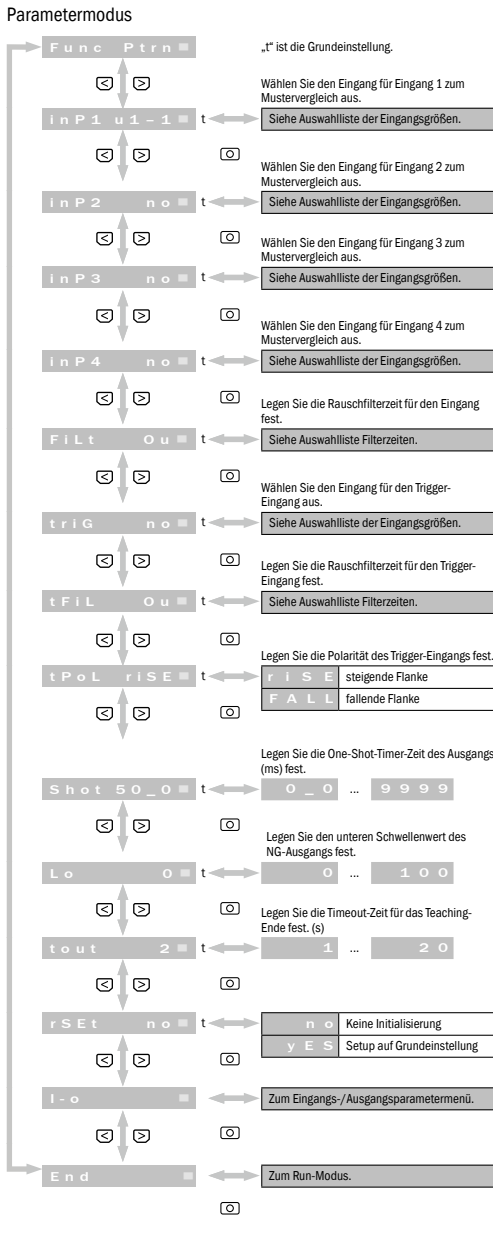 Parametermodus
Func Ptrn
„t“ ist die Grundeinstellung.
Wählen Sie den Eingang für Eingang 1 zum
Mustervergleich aus.
inP1 u1-1 t
Siehe Auswahlliste der Eingangsgrößen.
Wählen Sie den Eingang für Eingang 2 zum
Mustervergleich aus.
inP2 no t
Siehe Auswahlliste der Eingangsgrößen.
Wählen Sie den Eingang für Eingang 3 zum
Mustervergleich aus.
inP3 no t
Siehe Auswahlliste der Eingangsgrößen.
Wählen Sie den Eingang für Eingang 4 zum
Mustervergleich aus.
inP4 no t
Siehe Auswahlliste der Eingangsgrößen.
Legen Sie die Rauschfilterzeit für den Eingang
fest.
FiLt 0u t
Siehe Auswahlliste Filterzeiten.
Wählen Sie den Eingang für den Trigger-
Eingang aus.
triG no t
Siehe Auswahlliste der Eingangsgrößen.
Legen Sie die Rauschfilterzeit für den Trigger-
Eingang fest.
tFiL 0u t
Siehe Auswahlliste Filterzeiten.
Legen Sie die Polarität des Trigger-Eingangs fest.
tPoL riSE t
riSE steigende Flanke
FALL fallende Flanke
Legen Sie die One-Shot-Timer-Zeit des Ausgangs
(ms) fest.
Shot 50_0 t
0_0 ... 9999
Legen Sie den unteren Schwellenwert des
NG-Ausgangs fest.
Lo 0 t
0 ... 100
Legen Sie die Timeout-Zeit für das Teaching-
Ende fest. (s)
tout 2 t
1 ... 20
rSEt no t
no Keine Initialisierung
yES Setup auf Grundeinstellung
I-o
Zum Eingangs-/Ausgangsparametermenü.
End
Zum Run-Modus.